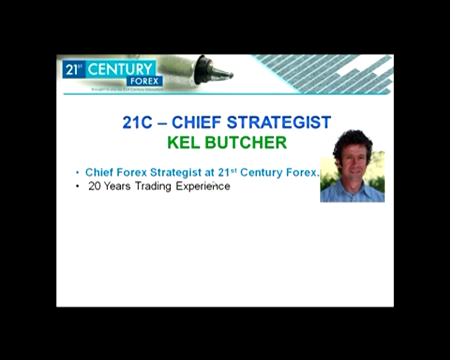 21st CENTURY
FOREX
21C – CHIEF STRATEGIST
KEL BUTCHER
• Chief Forex Strategist at 21st Century Forex.
• 20 Years Trading Experience